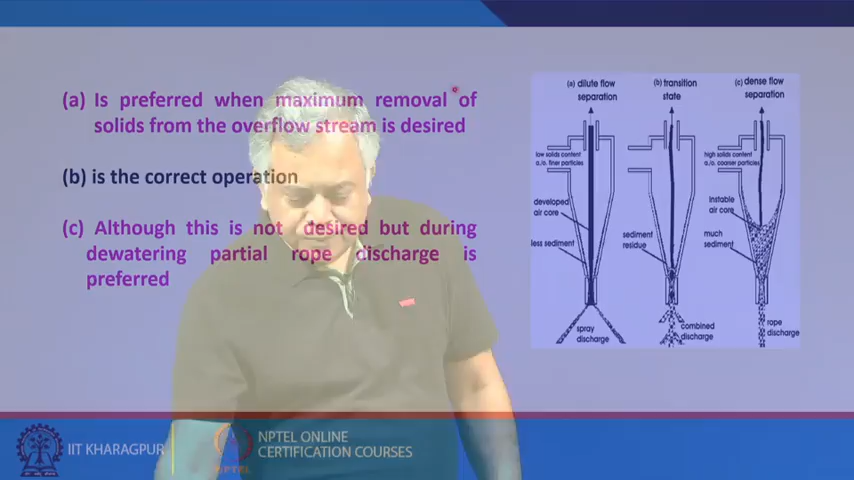 (a) Is preferred when maximum removal of
solids from the overflow stream is desired
(b) is the correct operation
(c) Although this is not desired but during
dewatering partial rope discharge is
preferred
(a) dilute flow
separation
(b) transition
state
(c) dense flow
separation
low solids content
a./o. finer particles
high solids content
a./o. coarser particles
developed
air core
less sediment
sediment
residue
instable
air core
much
sediment
spray
discharge
combined
discharge
rope
discharge
IIT KHARAGPUR
NPTEL
NPTEL ONLINE
CERTIFICATION COURSES